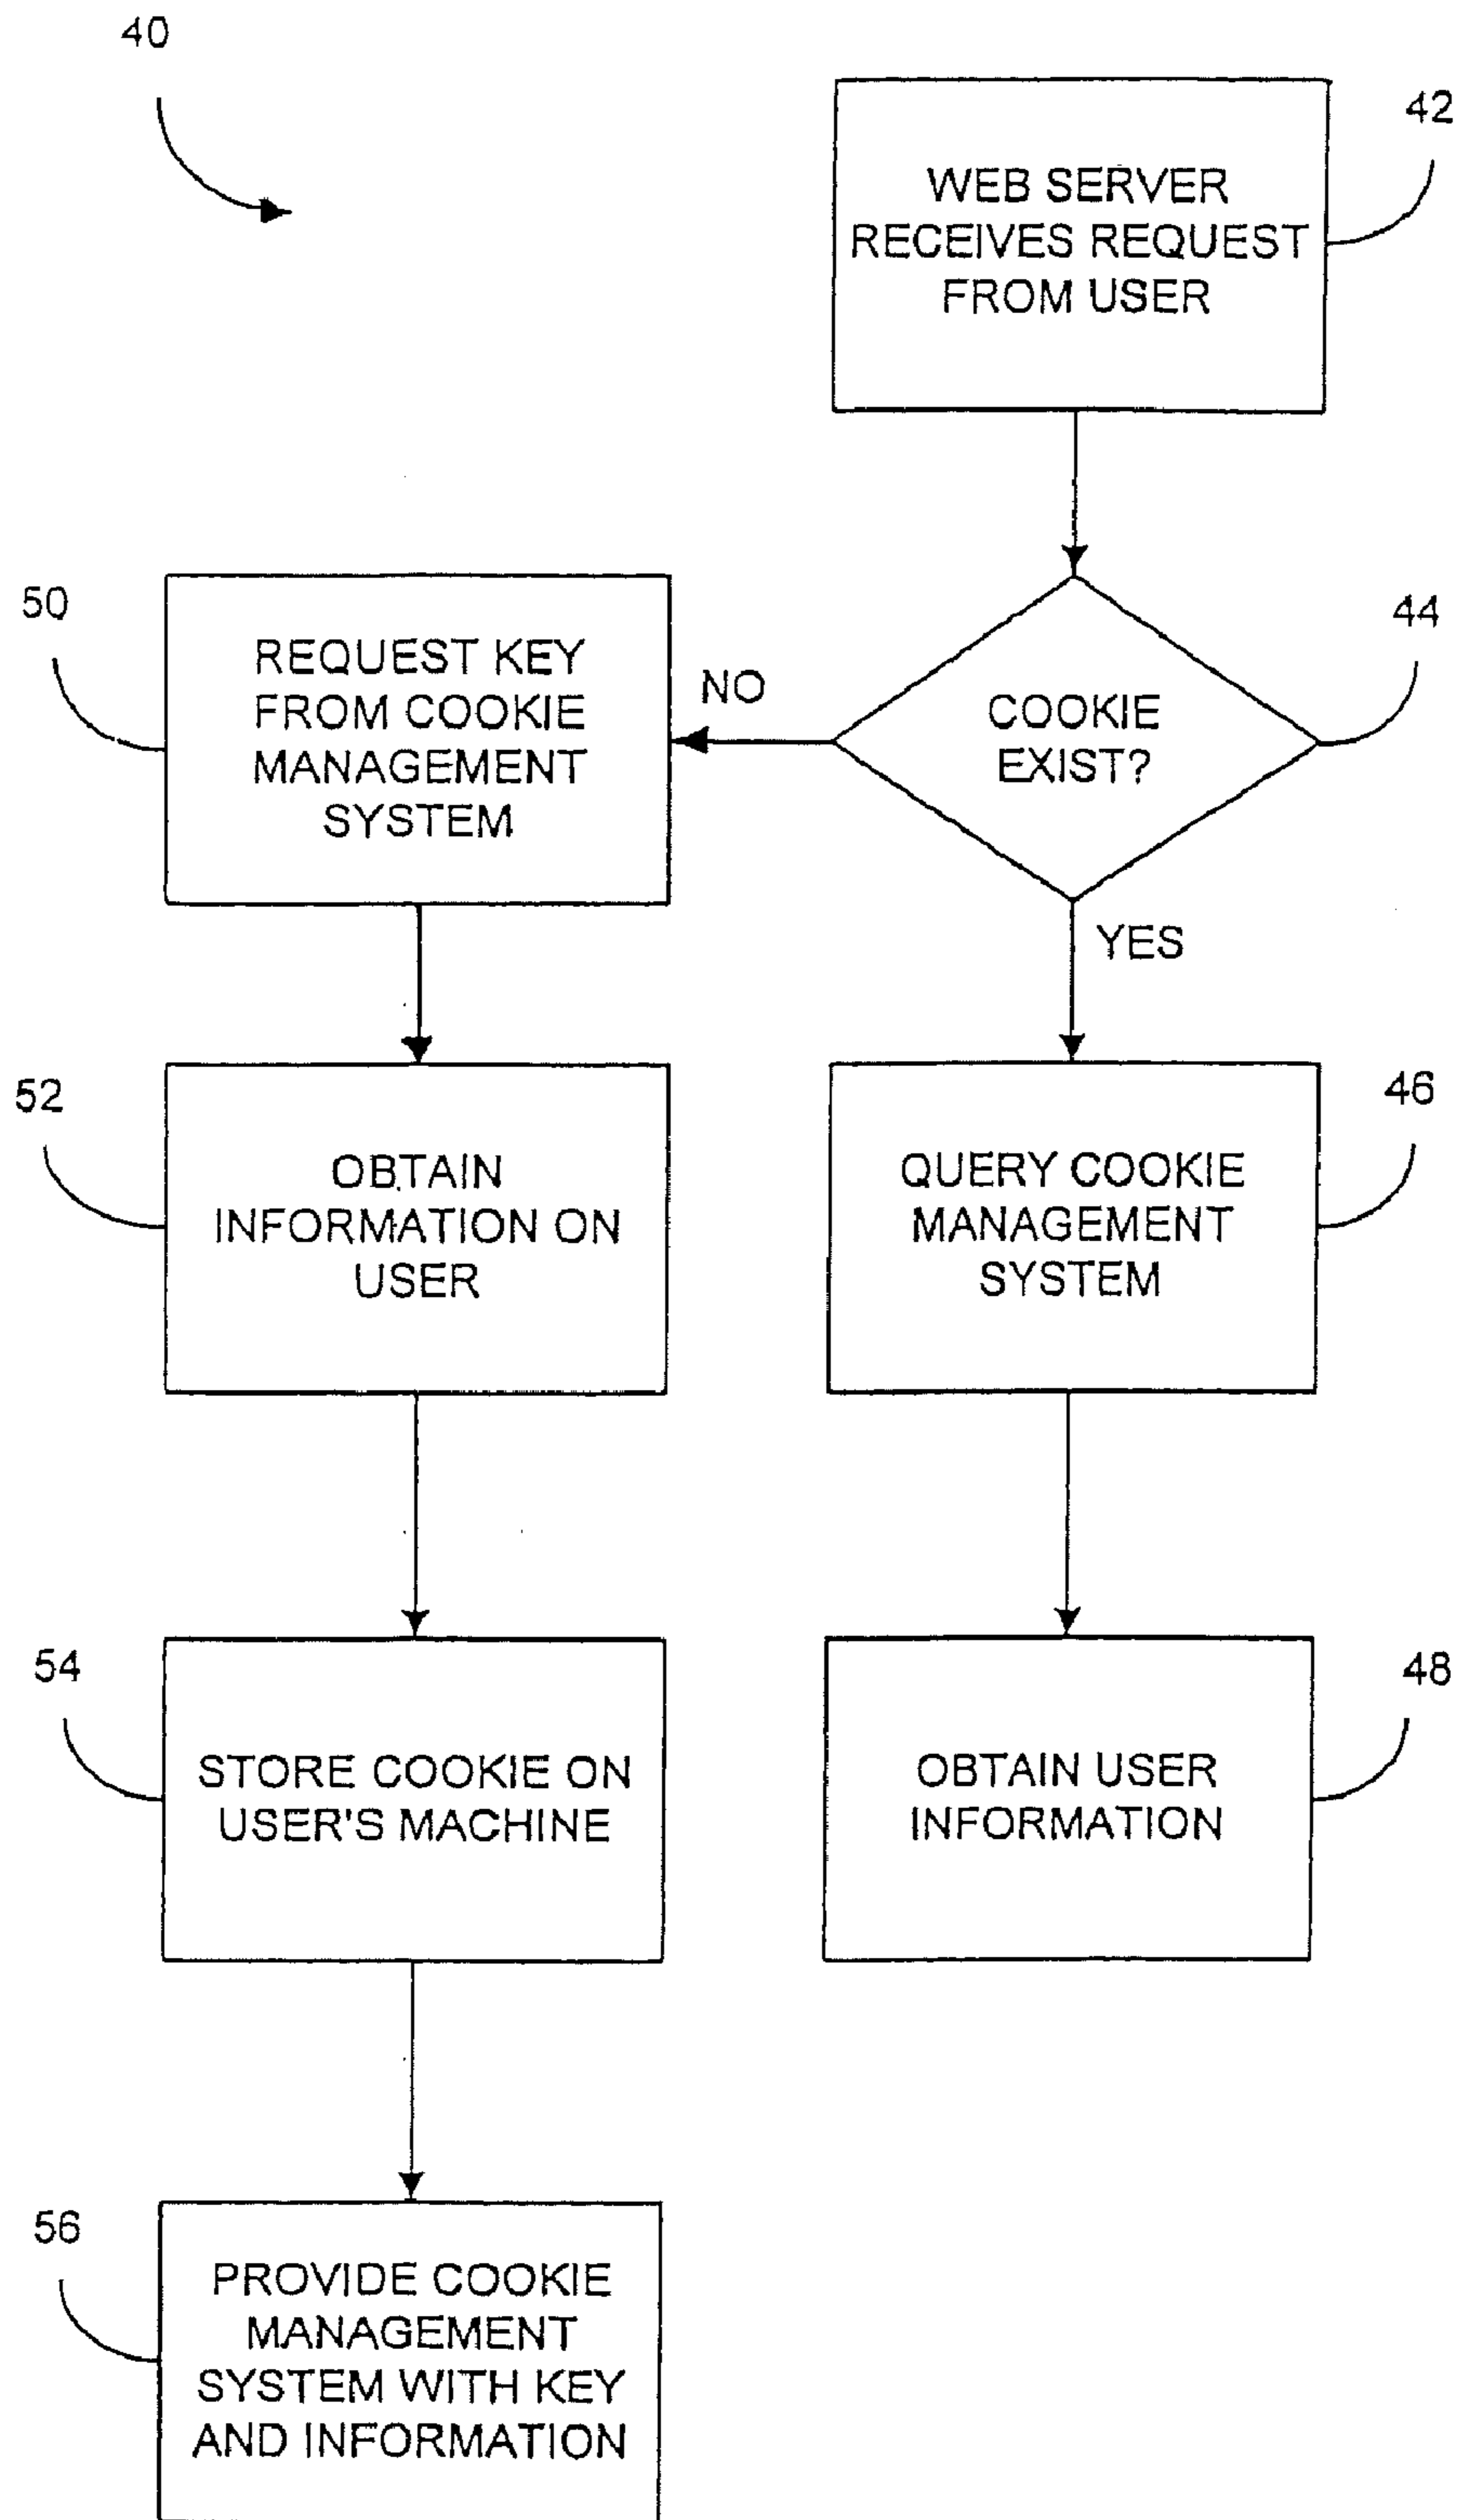 40
42
WEB SERVER
RECEIVES REQUEST
FROM USER
50
REQUEST KEY
FROM COOKIE
MANAGEMENT
SYSTEM
NO
COOKIE
EXIST?
44
YES
52
OBTAIN
INFORMATION ON
USER
QUERY COOKIE
MANAGEMENT
SYSTEM
46
54
STORE COOKIE ON
USER'S MACHINE
OBTAIN USER
INFORMATION
48
56
PROVIDE COOKIE
MANAGEMENT
SYSTEM WITH KEY
AND INFORMATION